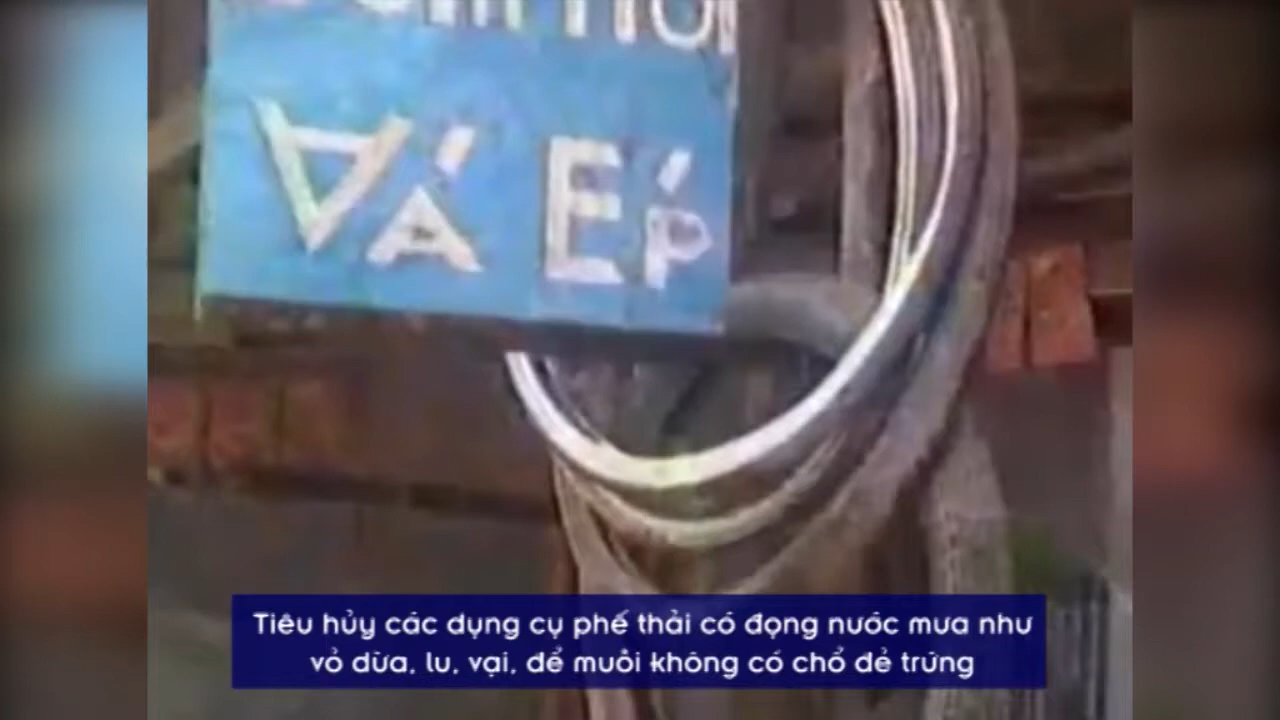 VÁ ÉP
Tiêu hủy các dụng cụ phế thải có đọng nước mưa như
vỏ dừa, lu, vại, để muỗi không có chổ đẻ trứng